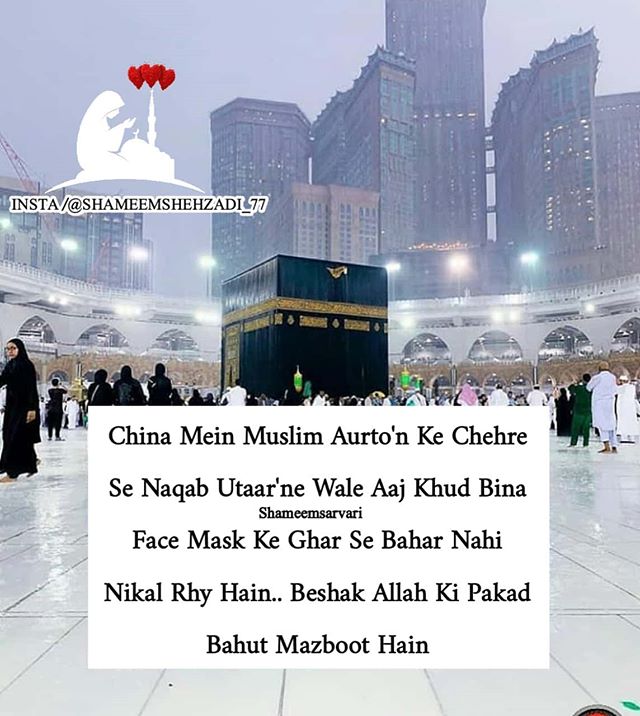 INSTA/@SHAMEEMSHEHZADI_77
China Mein Muslim Aurto'n Ke Chehre
Se Naqab Utaar'ne Wale Aaj Khud Bina
Shameemsarvari
Face Mask Ke Ghar Se Bahar Nahi
Nikal Rhy Hain.. Beshak Allah Ki Pakad
Bahut Mazboot Hain